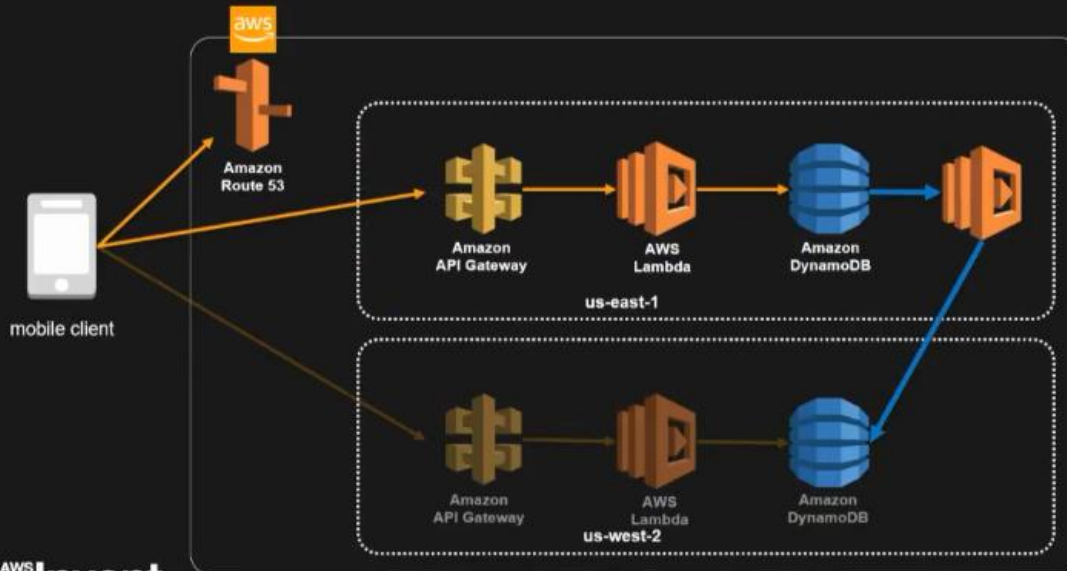 aws
Amazon
Route 53
mobile client
Amazon
API Gateway
AWS
Lambda
Amazon
DynamoDB
us-east-1
Amazon
API Gateway
AWS
Lambda
Amazon
DynamoDB
us-west-2
AWS